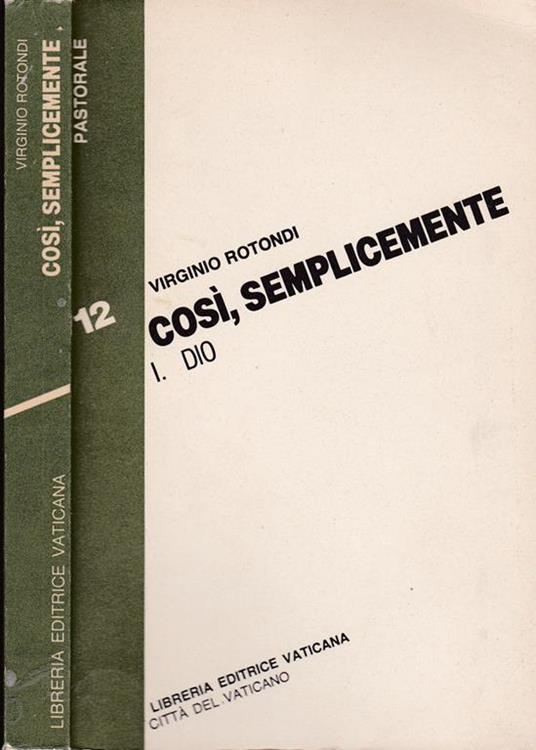 VIRGINIO ROTONDI
COSÌ, SEMPLICEMENTE
LIBRERIA EDITRICE VATICANA
PASTORALE
12
VIRGINIO ROTONDI
COSÌ, SEMPLICEMENTE
I. DIO
LIBRERIA EDITRICE VATICANA
CITTÀ DEL VATICANO